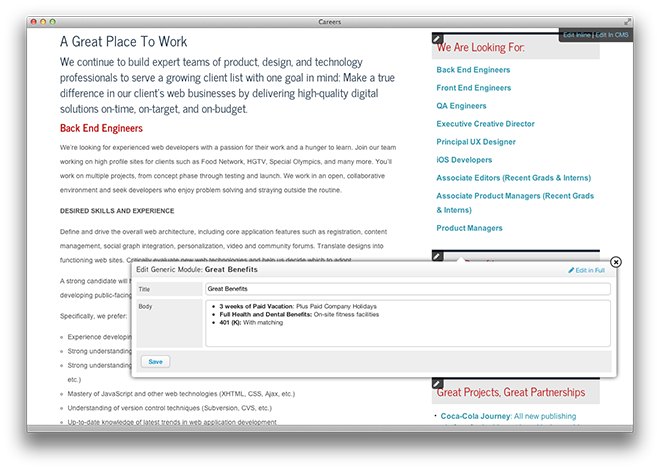 Careers
Edit Inline | Edit In CMS
A Great Place To Work
We continue to build expert teams of product, design, and technology
professionals to serve a growing client list with one goal in mind: Make a true
difference in our client's web businesses by delivering high-quality digital
solutions on-time, on-target, and on-budget.
Back End Engineers
We're looking for experienced web developers with a passion for their work and a hunger to learn. Join our team
working on high profile sites for clients such as Food Network, HGTV, Special Olympics, and many more. You'll
work on multiple projects, from concept phase through testing and launch. We work in an open, collaborative
environment and seek developers who enjoy problem solving and straying outside the routine.
DESIRED SKILLS AND EXPERIENCE
Define and drive the overall web architecture, including core application features such as registration, content
management, social graph integration, personalization, video and community forums. Translate designs into
functioning web sites. Critically evaluate new web technologies and help us decide which to adopt.
A strong candidate will
developing public-facing
Specifically, we prefer:
Experience developin
Strong understanding
Strong understanding
etc.)
Mastery of JavaScript and other web technologies (XHTML, CSS, Ajax, etc.)
Understanding of version control techniques (Subversion, CVS, etc.)
Up-to-date knowledge of latest trends in web application development
We Are Looking For:
Back End Engineers
Front End Engineers
QA Engineers
Executive Creative Director
Principal UX Designer
iOS Developers
Associate Editors (Recent Grads & Interns)
Associate Product Managers (Recent Grads
& Interns)
Product Managers
Edit Generic Module: Great Benefits
Edit in Full
Title
Great Benefits
Body
• 3 weeks of Paid Vacation: Plus Paid Company Holidays
• Full Health and Dental Benefits: On-site fitness facilities
• 401 (K): With matching
Save
Great Projects, Great Partnerships
• Coca-Cola Journey: All new publishing